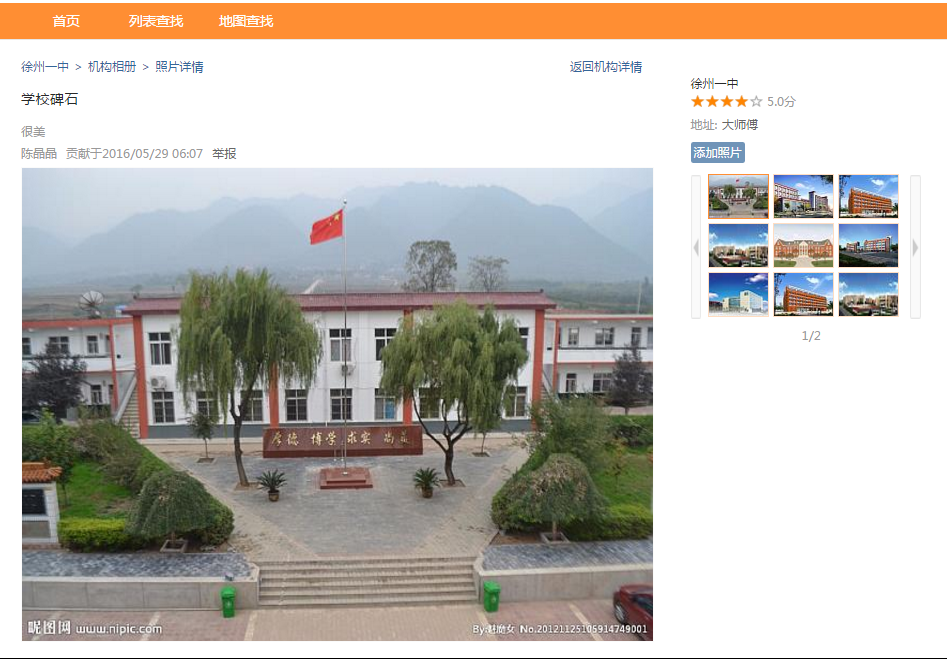 首页 列表查找 地图查找
徐州一中 > 机构相册 > 照片详情 返回机构详情
学校碑石
很美
陈晶晶 贡献于2016/05/29 06:07 举报
厚德 博学 求实 尚美
昵图网 www.nipic.com By:魅魔女 No.20121125105914749001
徐州一中
5.0分
地址: 大师傅
添加照片
1/2